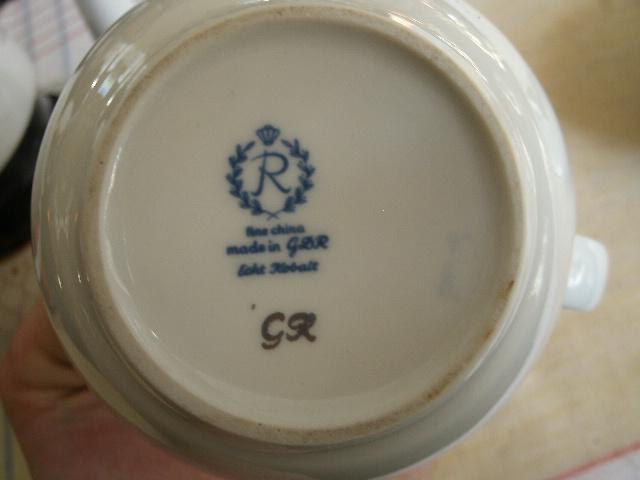 R
fine china
made in GDR
Echt Kobalt
GR